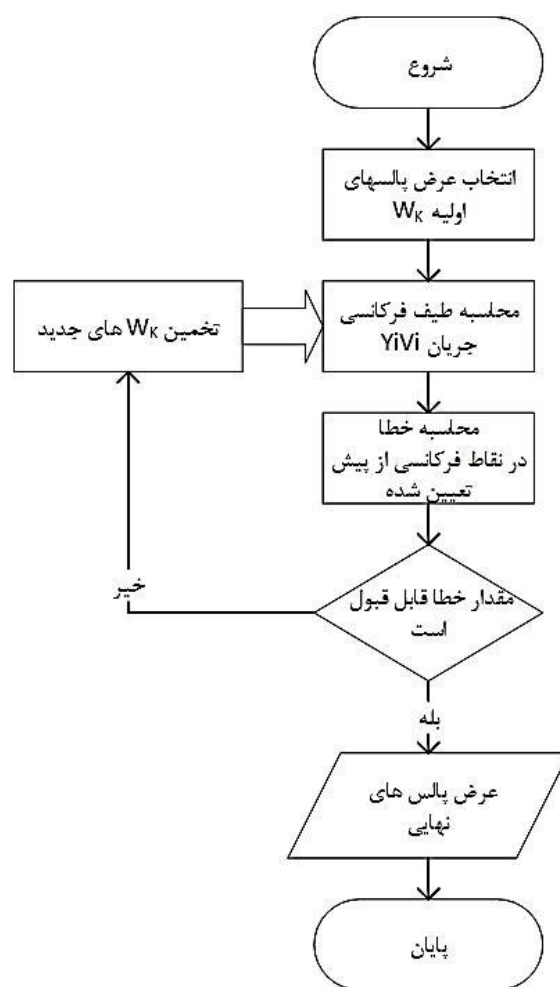 شروع
انتخاب عرض پالسهای
اولیه WK
محاسبه طیف فرکانسی
جریان YiVi
تخمین WK های جدید
محاسبه خطا
در نقاط فرکانسی از پیش
تعیین شده
مقدار خطا قابل قبول
است
خیر
بله
عرض پالس های
نهایی
پایان